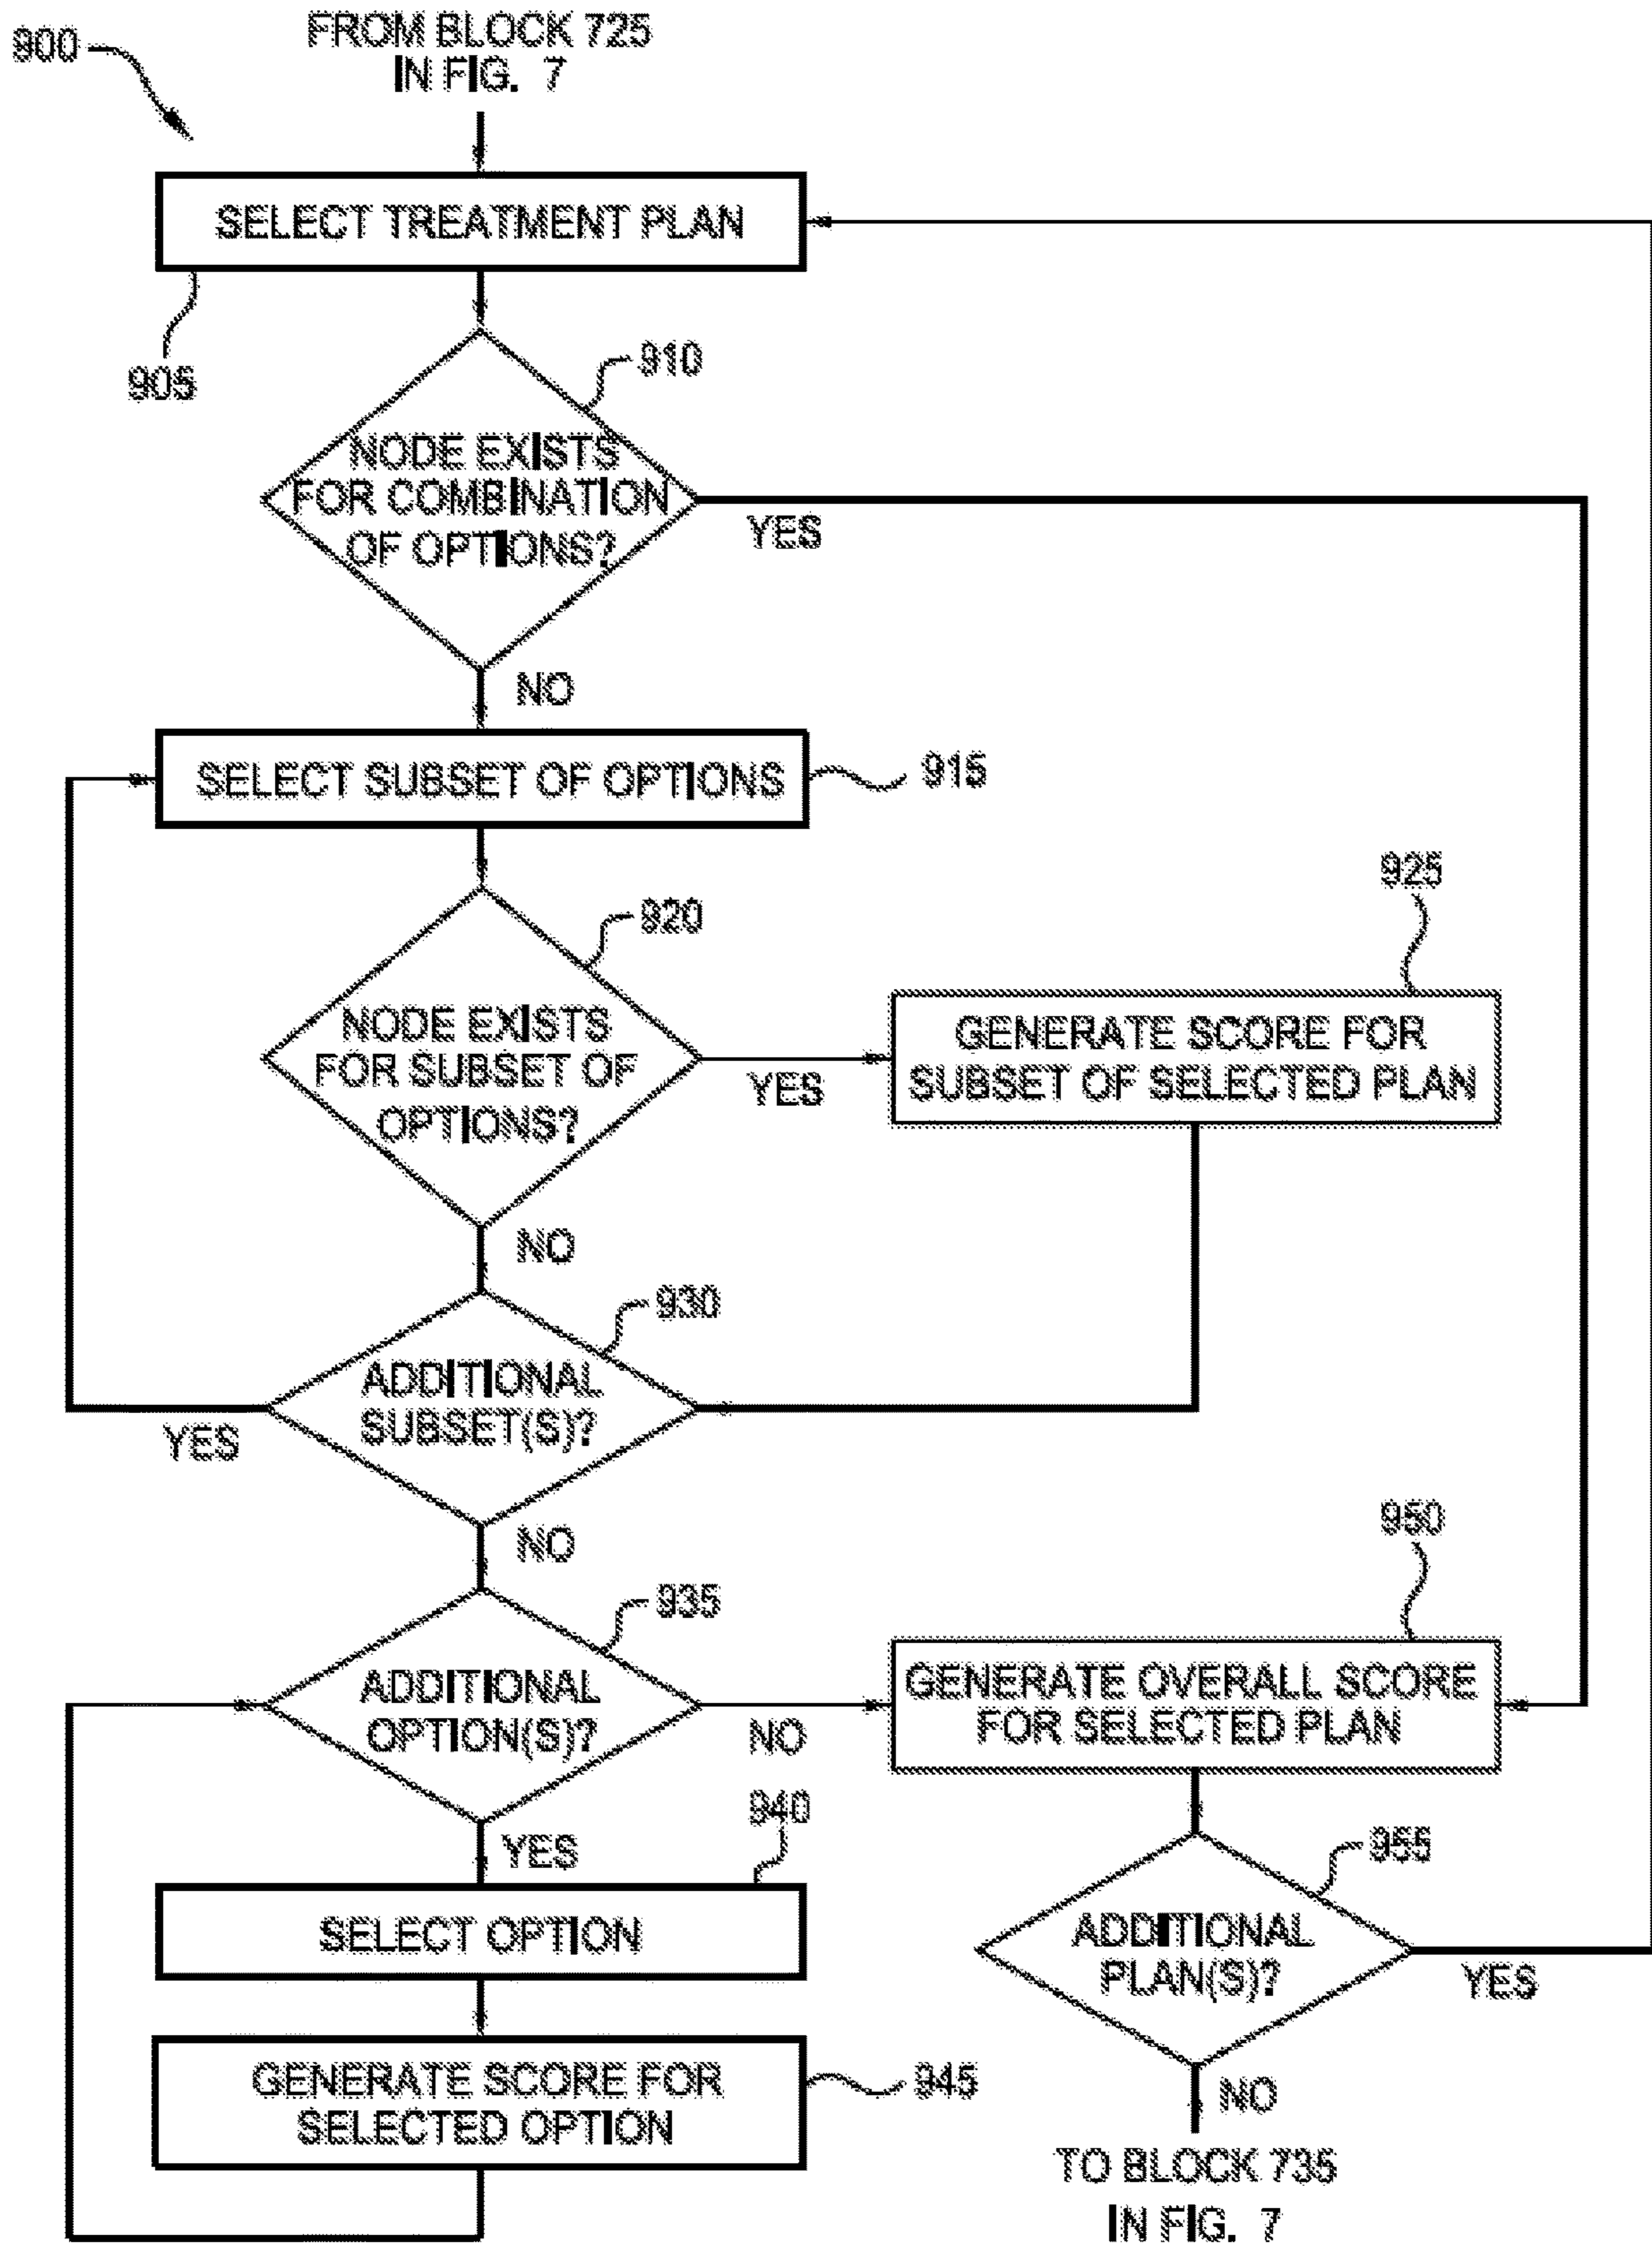 900
FROM BLOCK 725
IN FIG. 7
SELECT TREATMENT PLAN
905
910
NODE EXISTS
FOR COMBINATION
OF OPTIONS?
YES
NO
SELECT SUBSET OF OPTIONS
915
920
925
NODE EXISTS
FOR SUBSET OF
OPTIONS?
YES
GENERATE SCORE FOR
SUBSET OF SELECTED PLAN
NO
930
ADDITIONAL
SUBSET(S)?
YES
NO
935
950
ADDITIONAL
OPTION(S)?
NO
GENERATE OVERALL SCORE
FOR SELECTED PLAN
YES
940
955
SELECT OPTION
ADDITIONAL
PLAN(S)?
YES
GENERATE SCORE FOR
SELECTED OPTION
945
NO
TO BLOCK 735
IN FIG. 7